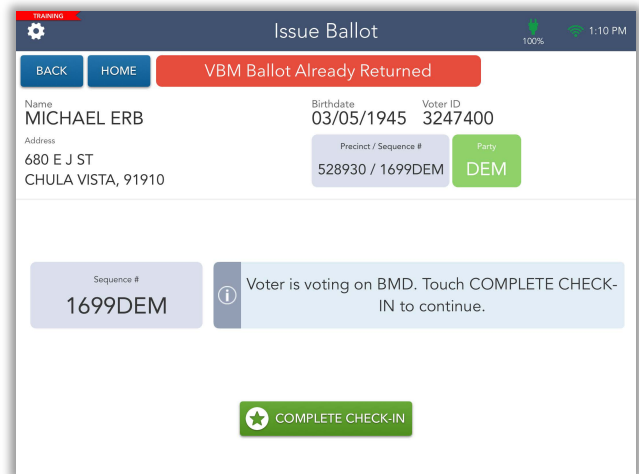 TRAINING
Issue Ballot
100%
1:10 PM
BACK
HOME
VBM Ballot Already Returned
Name
MICHAEL ERB
Birthdate
03/05/1945
Voter ID
3247400
Address
680 E J ST
CHULA VISTA, 91910
Precinct / Sequence #
528930 / 1699DEM
Party
DEM
Sequence #
1699DEM
Voter is voting on BMD. Touch COMPLETE CHECK-
IN to continue.
COMPLETE CHECK-IN